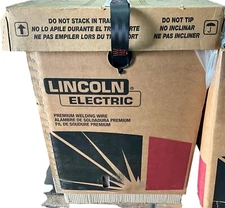 DO NOT STACK IN TRANSIT
NO LO APILE DURANTE EL TRANSPORTE
NE PAS EMPILER LORS DU TRANSPORT
DO NOT TIP
NO INCLINAR
NE PAS INCLINER
LINCOLN
ELECTRIC
PREMIUM WELDING WIRE
ALAMBRE DE SOLDADURA PREMIUM
FIL DE SOUDURE PREMIUM